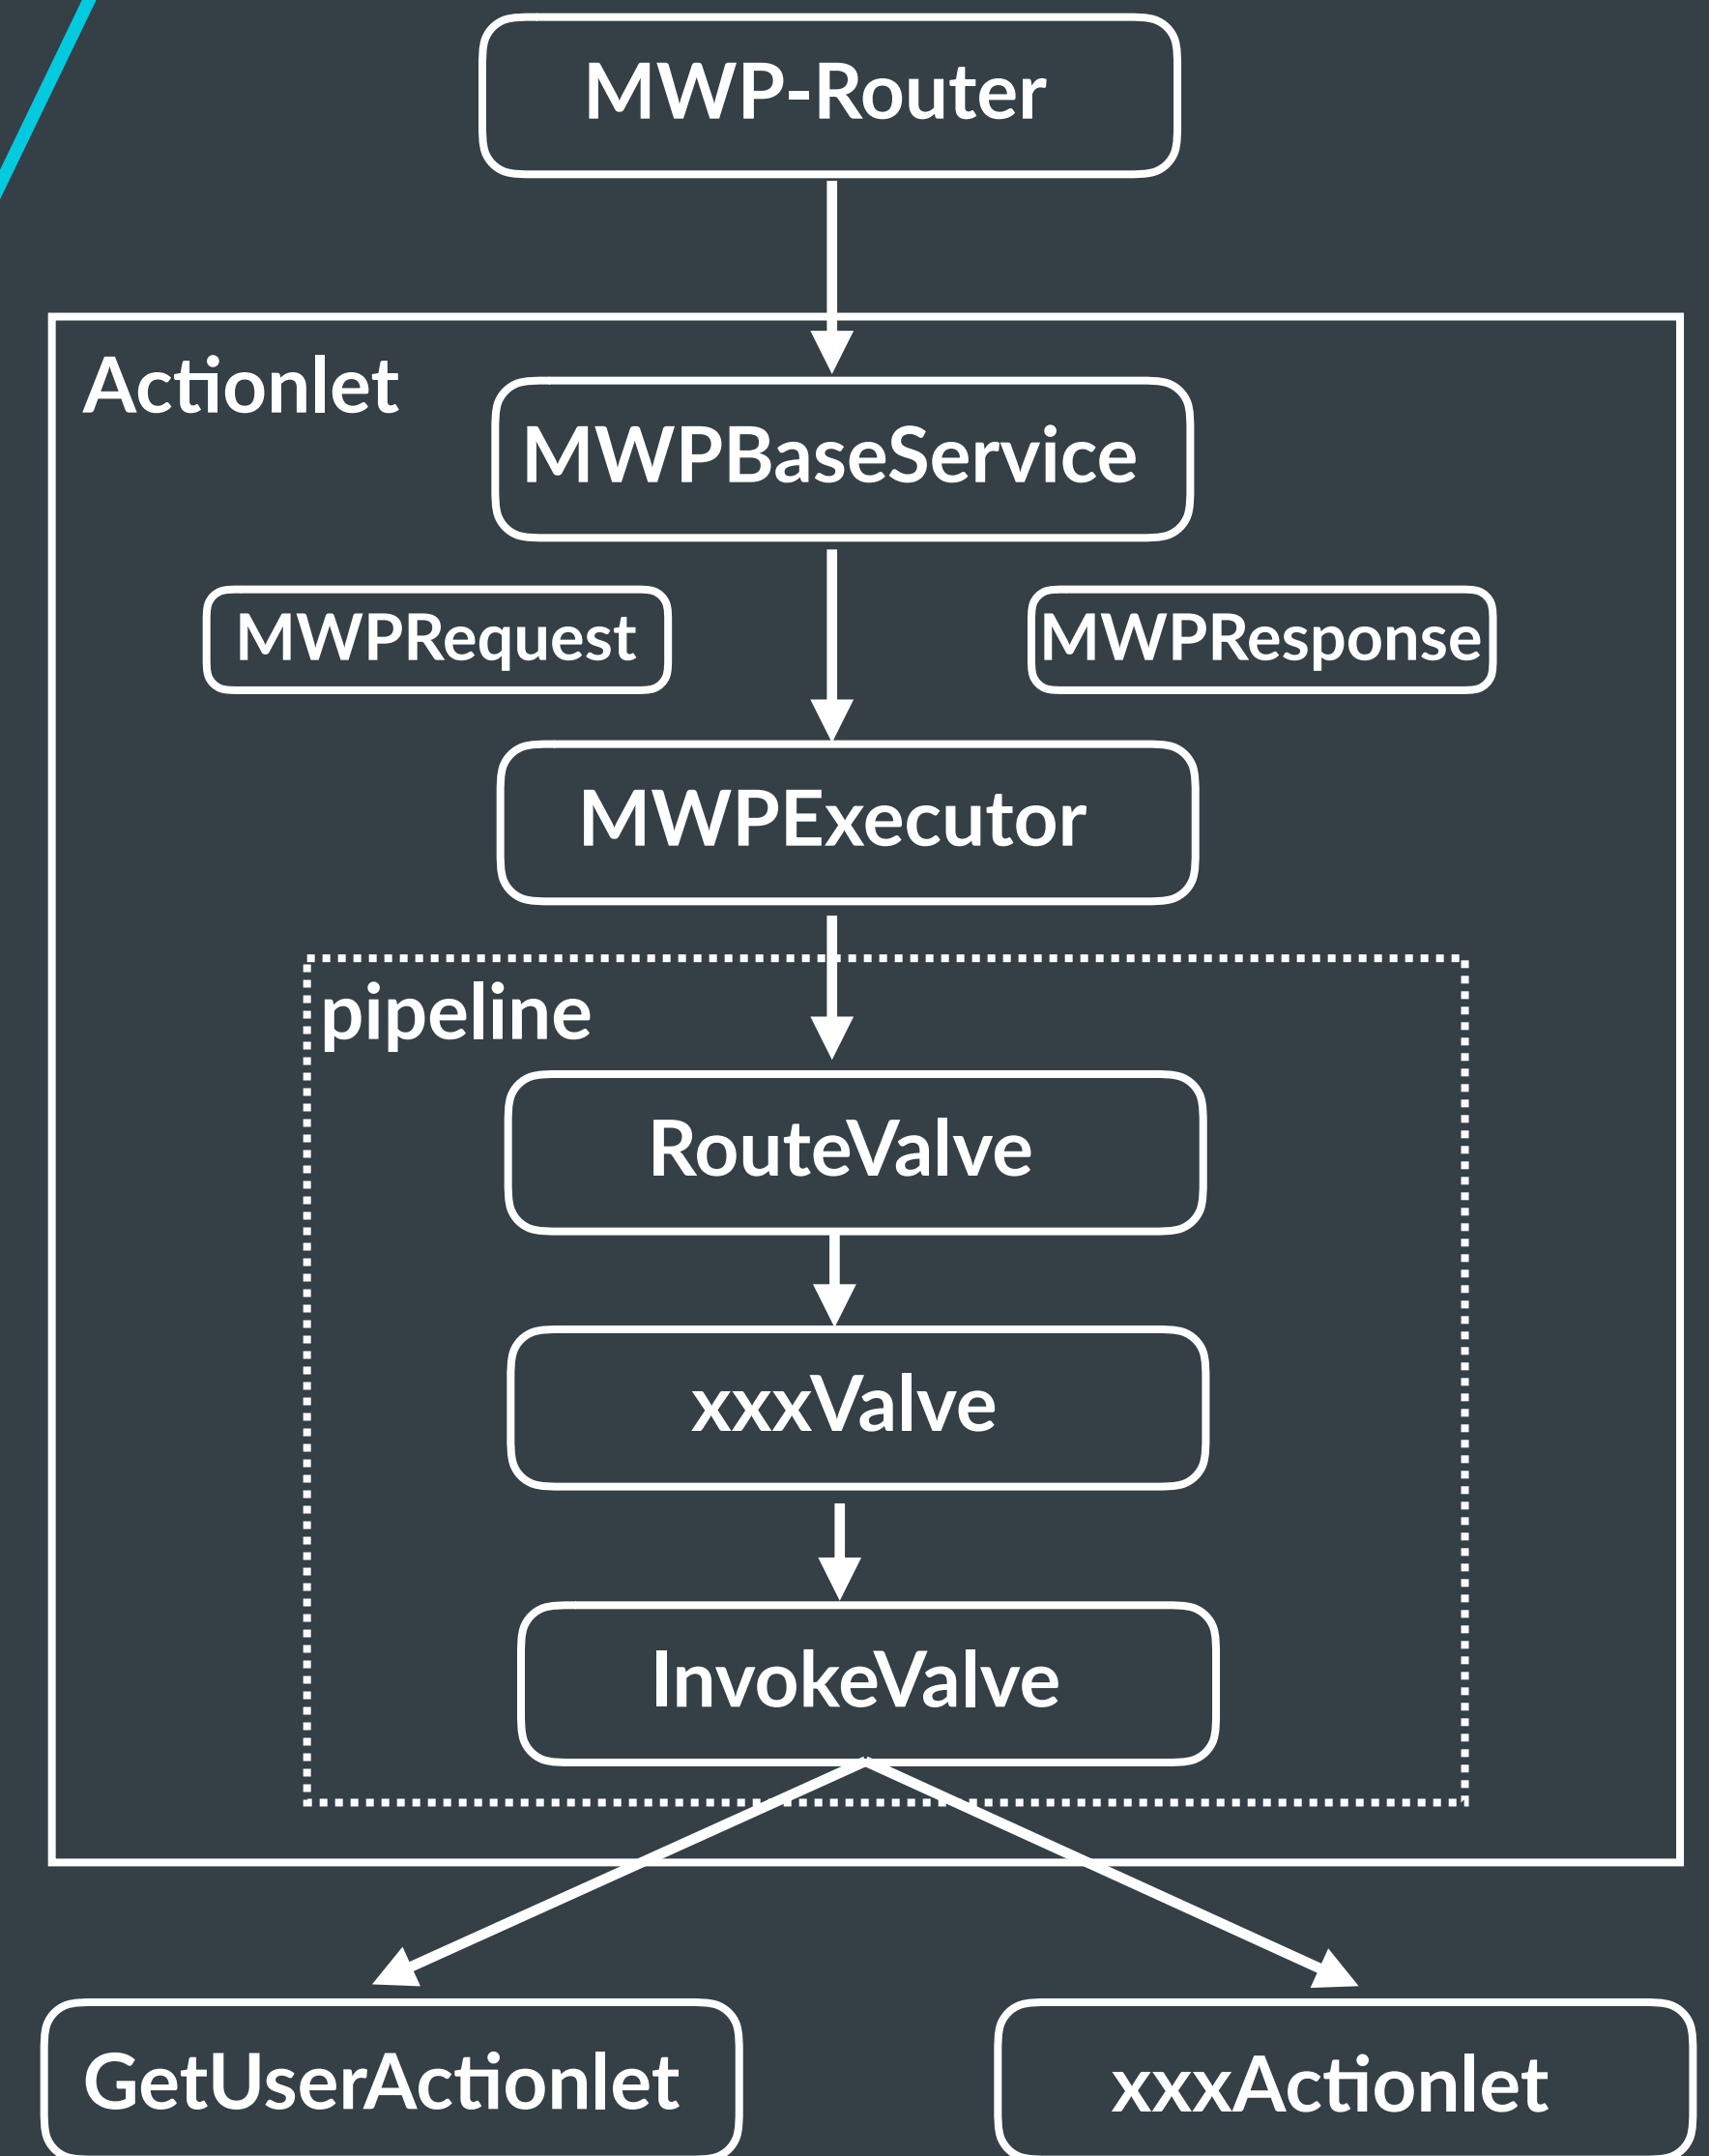 MWP-Router
Actionlet
MWPBaseService
MWPRequest
MWPResponse
MWPExecutor
pipeline
RouteValve
xxxValve
InvokeValve
GetUserActionlet
xxxActionlet